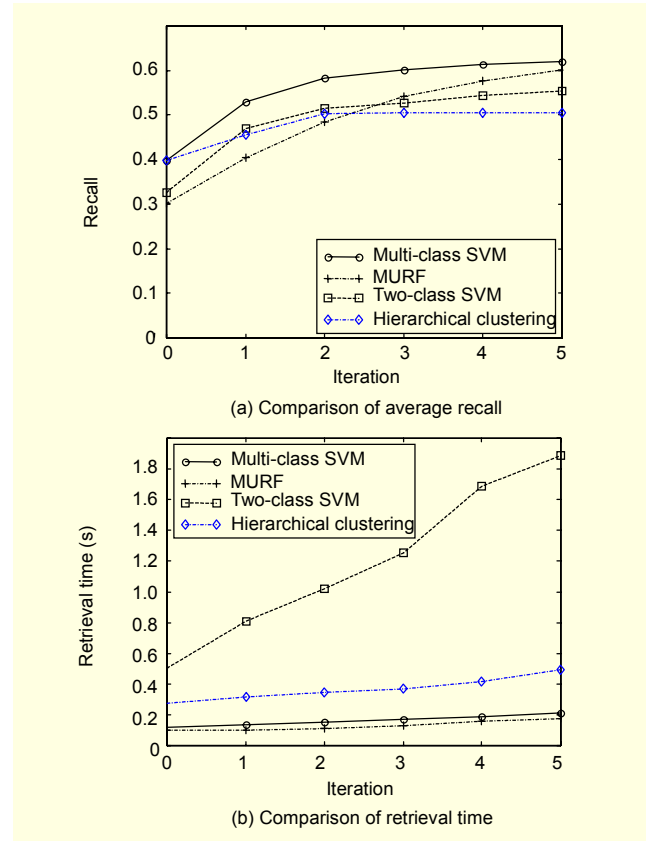 0.6
0.5
0.4
0.3
0.2
0.1
0
Recall
Multi-class SVM
MURF
Two-class SVM
Hierarchical clustering
0 1 2 3 4 5
Iteration
(a) Comparison of average recall
1.8
1.6
1.4
1.2
1.0
0.8
0.6
0.4
0.2
0
Retrieval time (s)
Multi-class SVM
MURF
Two-class SVM
Hierarchical clustering
0 1 2 3 4 5
Iteration
(b) Comparison of retrieval time